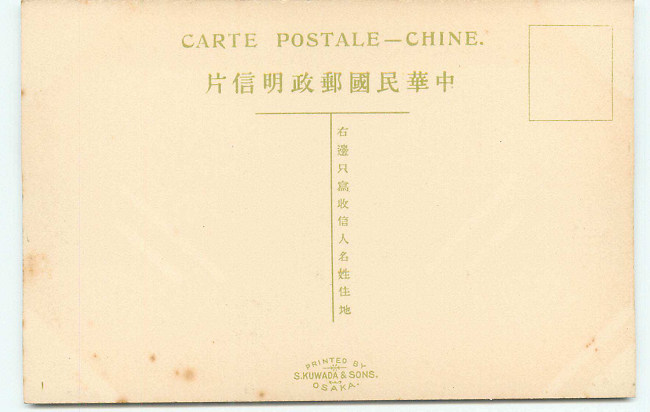 CARTE POSTALE—CHINE.
中華民國郵政明信片
右邊只寫收信人名姓住地
PRINTED BY
S. KUWADA & SONS.
OSAKA.
1